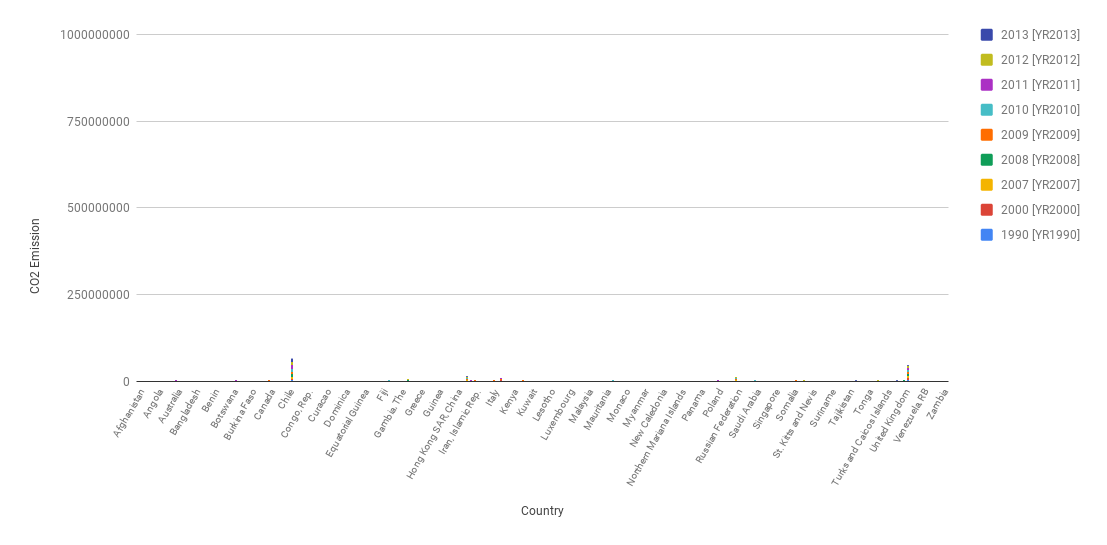 1000000000
750000000
500000000
250000000
0
CO2 Emission
Afghanistan
Angola
Australia
Bangladesh
Benin
Botswana
Burkina Faso
Canada
Chile
Congo, Rep.
Curacao
Dominica
Equatorial Guinea
Fiji
Gambia, The
Greece
Guinea
Hong Kong SAR, China
Iran, Islamic Rep.
Italy
Kenya
Kuwait
Lesotho
Luxembourg
Malaysia
Mauritania
Monaco
Myanmar
New Caledonia
Northern Mariana Islands
Panama
Poland
Russian Federation
Saudi Arabia
Singapore
Somalia
St. Kitts and Nevis
Suriname
Tajikistan
Tonga
Turks and Caicos Islands
United Kingdom
Venezuela, RB
Zambia
Country
2013 [YR2013]
2012 [YR2012]
2011 [YR2011]
2010 [YR2010]
2009 [YR2009]
2008 [YR2008]
2007 [YR2007]
2000 [YR2000]
1990 [YR1990]